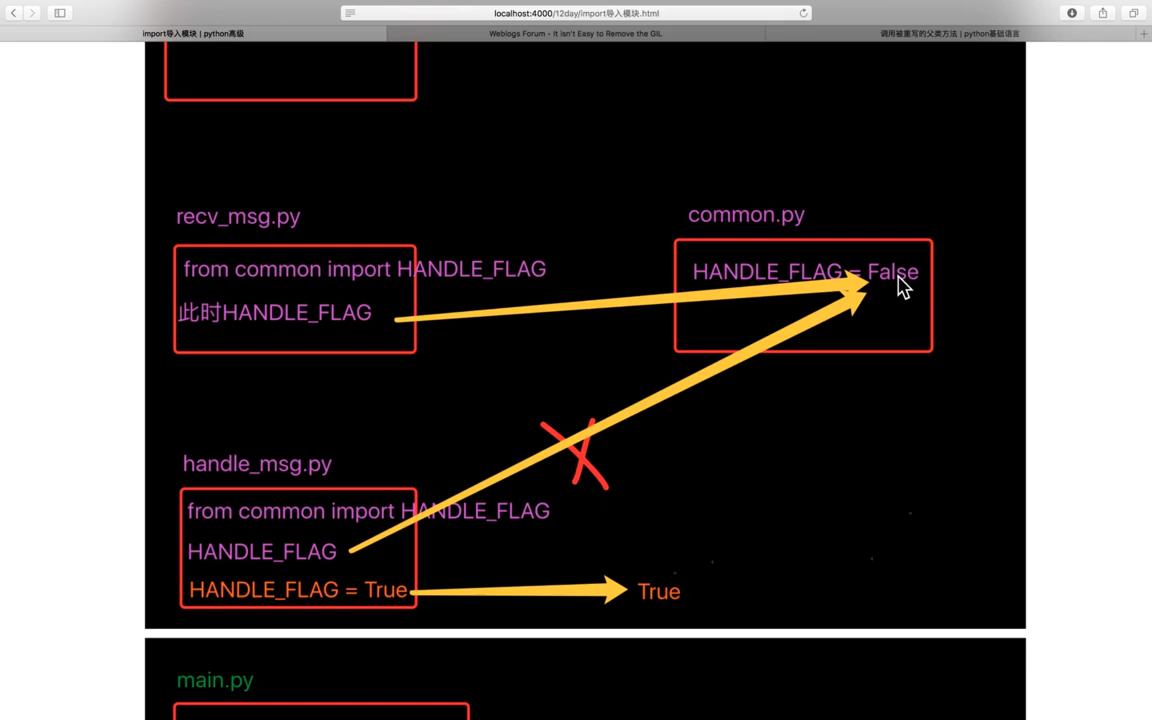 localhost:4000/12day/import导入模块.html
import导入模块 | python高级
Weblogs Forum - It isn't Easy to Remove the GIL
调用被重写的父类方法 | python基础语言
recv_msg.py
common.py
from common import HANDLE_FLAG
HANDLE_FLAG = False
此时HANDLE_FLAG
handle_msg.py
from common import HANDLE_FLAG
HANDLE_FLAG
HANDLE_FLAG = True
True
main.py